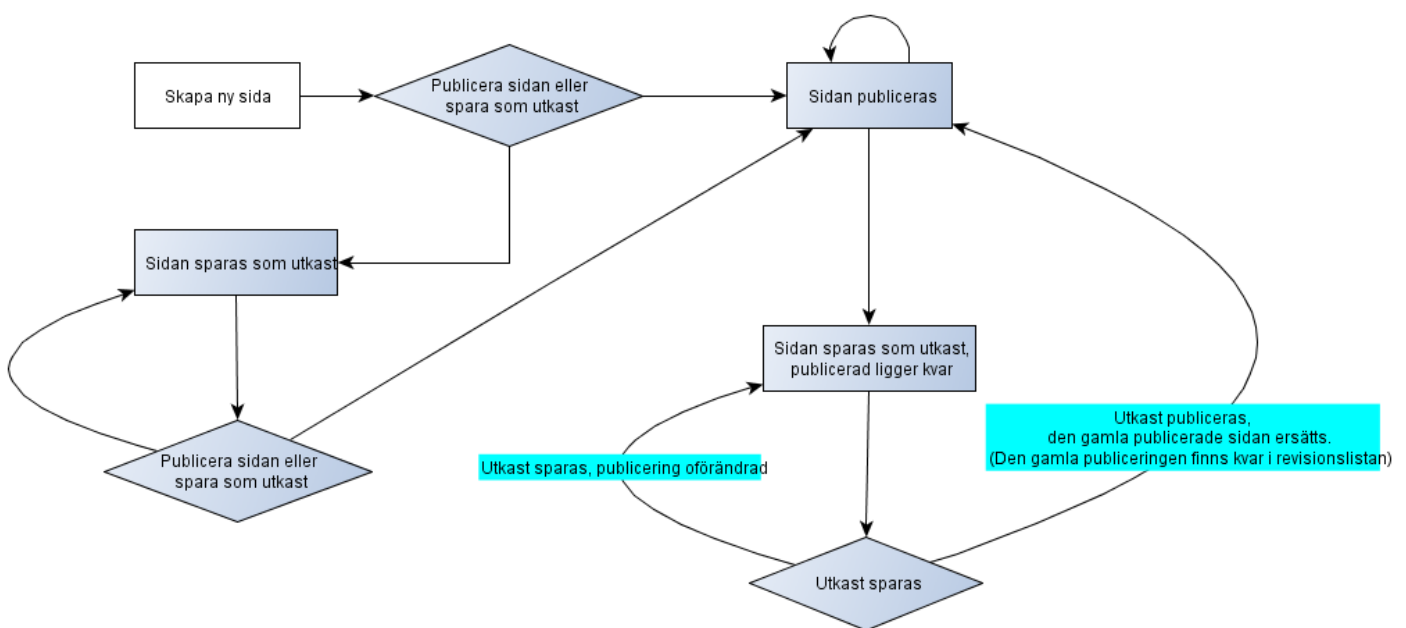 Skapa ny sida
Publicera sidan eller
spara som utkast
Sidan publiceras
Sidan sparas som utkast
Publicera sidan eller
spara som utkast
Sidan sparas som utkast,
publicerad ligger kvar
Utkast sparas, publicering oförändrad
Utkast publiceras,
den gamla publicerade sidan ersätts.
(Den gamla publiceringen finns kvar i revisionslistan)
Utkast sparas